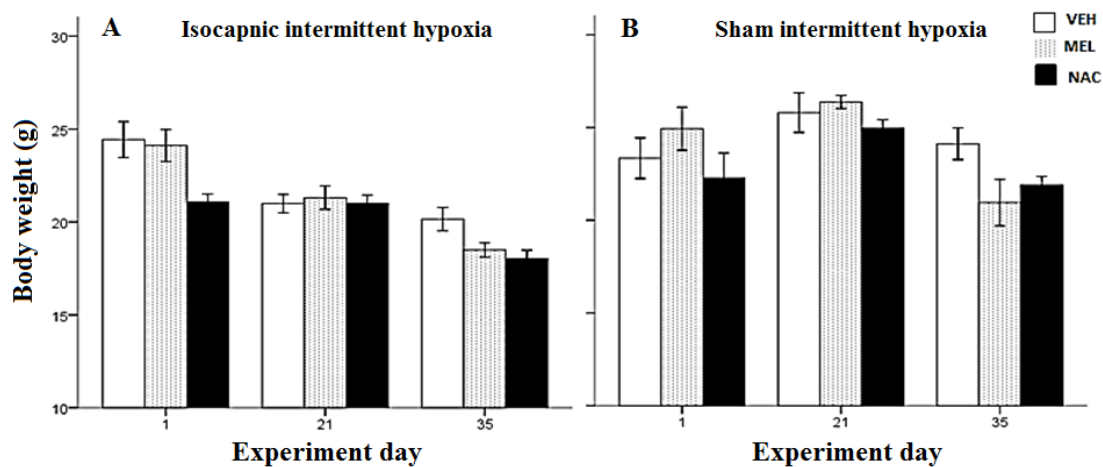 A Isocapnic intermittent hypoxia
B Sham intermittent hypoxia
VEH
MEL
NAC
Body weight (g)
30
25
20
15
10
1 21 35
1 21 35
Experiment day
Experiment day